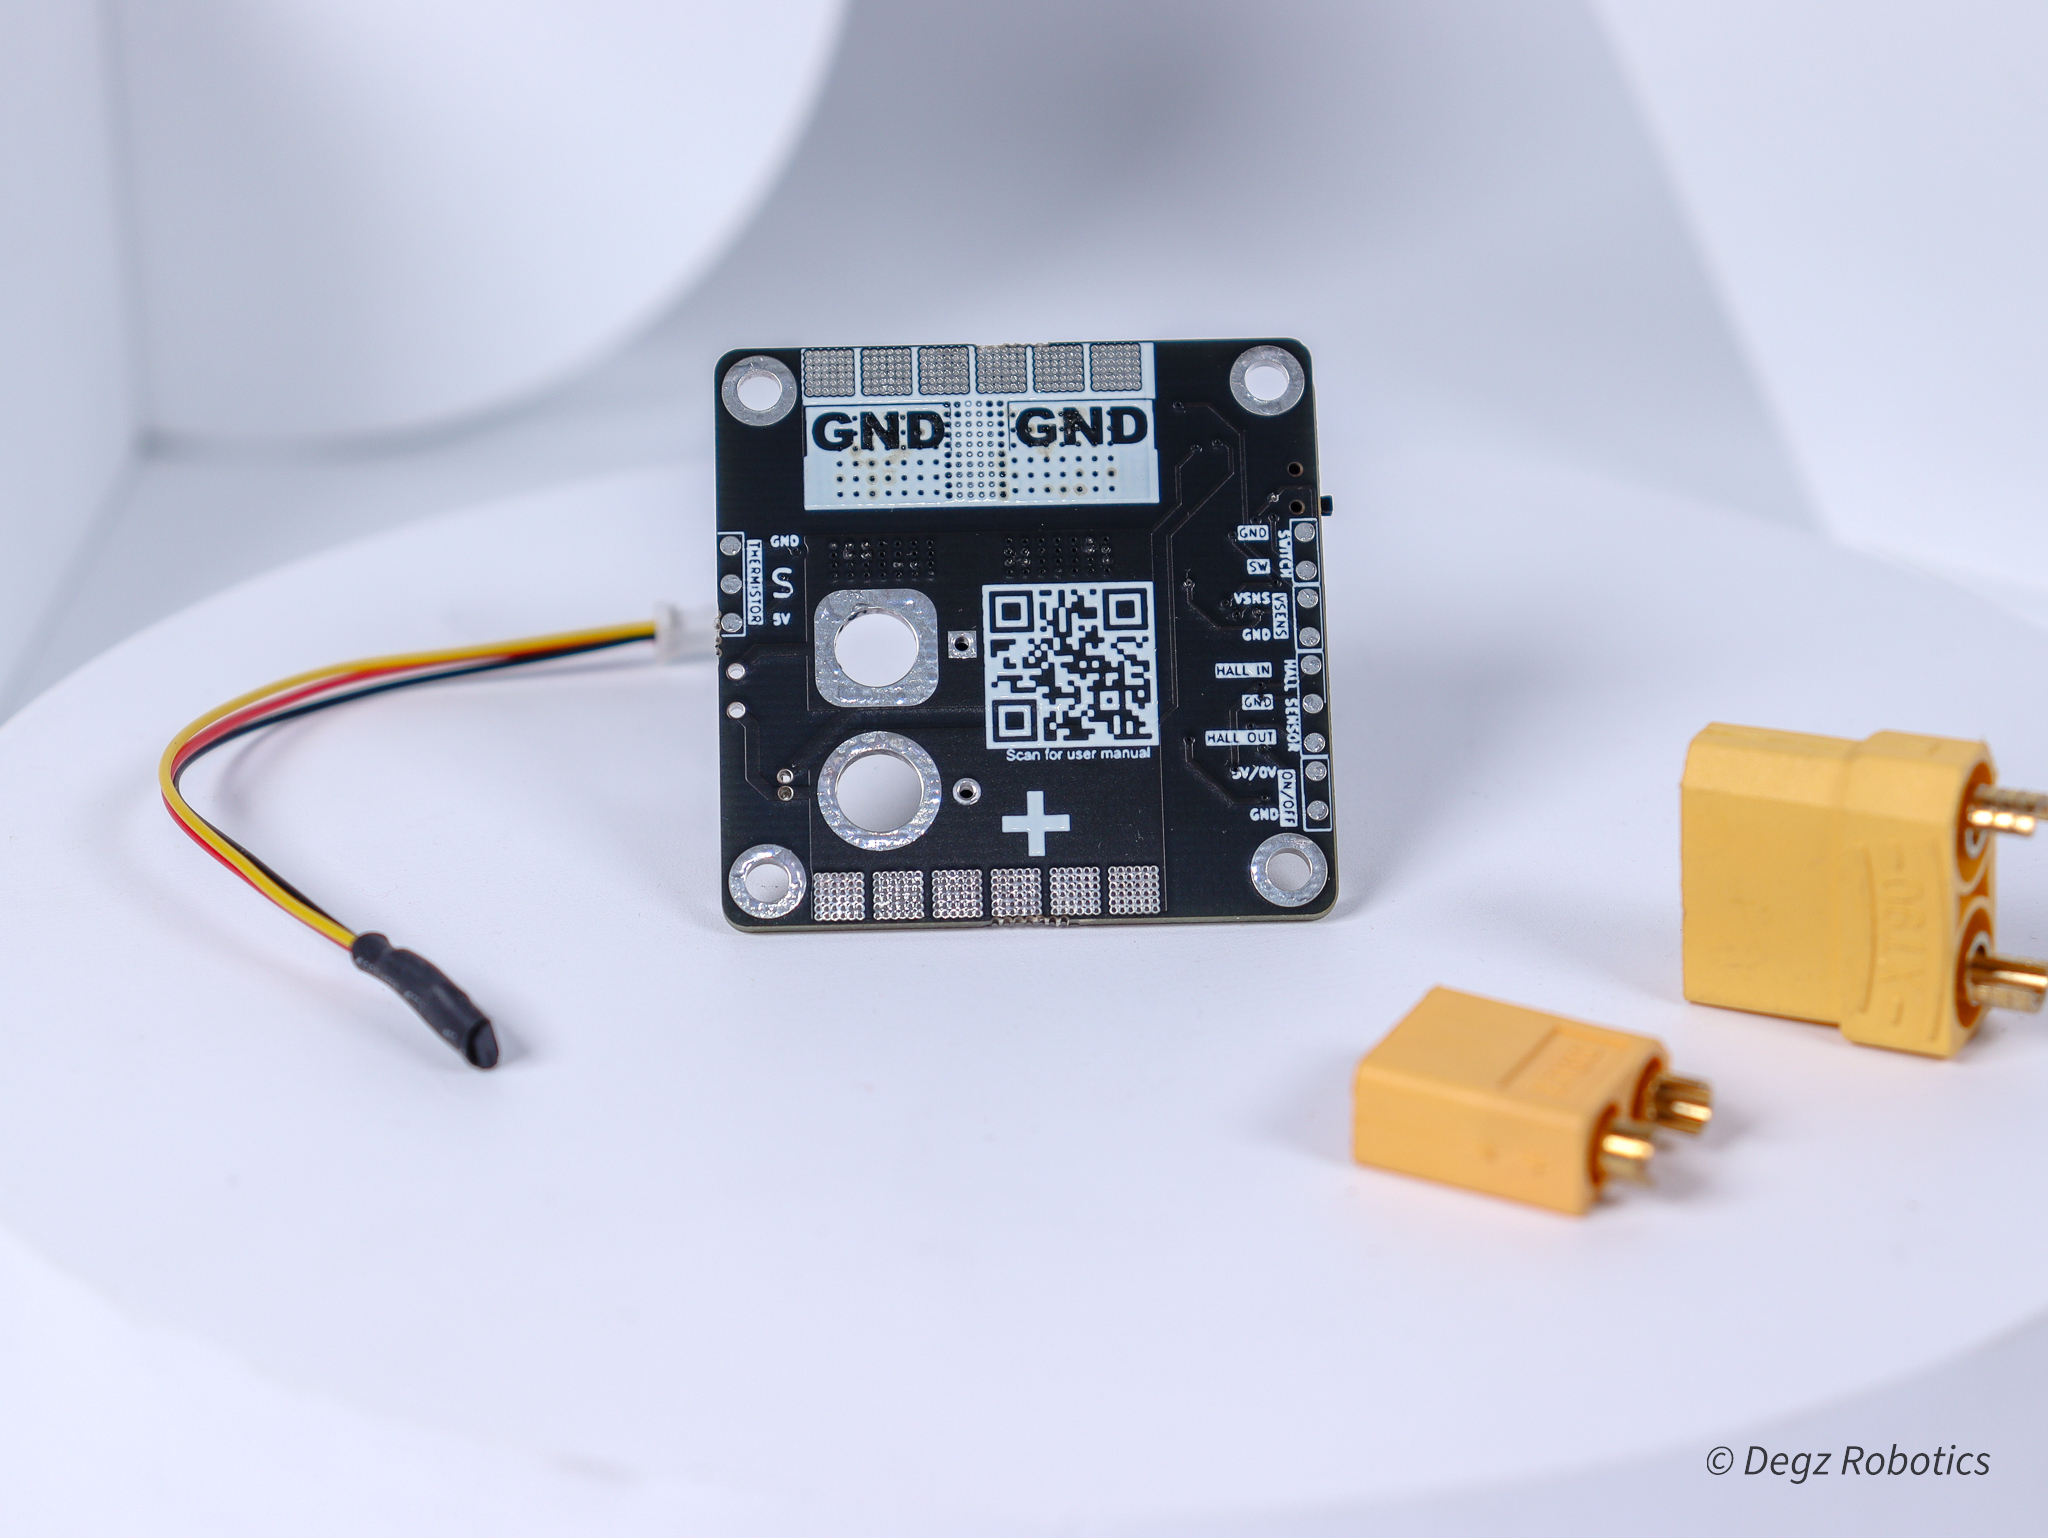 GND GND
THERMISTOR
GND
S
5V
GND
SW
SWITCH
VSNS
GND
VSENS
HALL IN
GND
HALL OUT
HALL SENSOR
5V/0V
GND
ON/OFF
Scan for user manual
+
XT90
© Degz Robotics